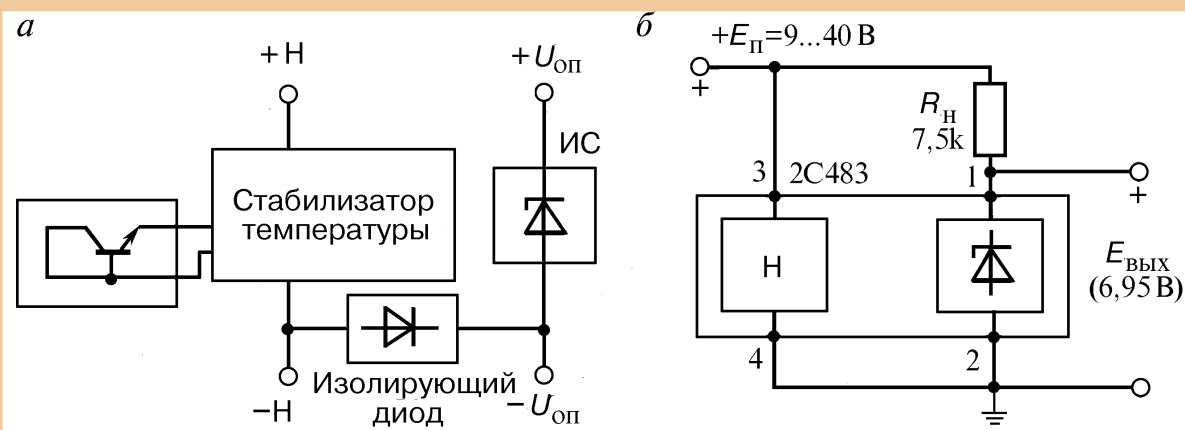 а
+ Н
+ Uоп
ИС
Стабилизатор
температуры
Изолирующий
диод
−Н
− Uоп
б
+Eп=9...40 В
+
Rн
7,5k
3
2С483
1
+
Н
Eвых
(6,95 В)
4
2